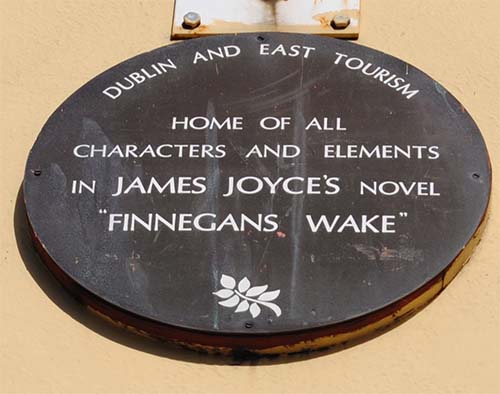 DUBLIN AND EAST TOURISM
HOME OF ALL
CHARACTERS AND ELEMENTS
IN JAMES JOYCE'S NOVEL
"FINNEGANS WAKE"